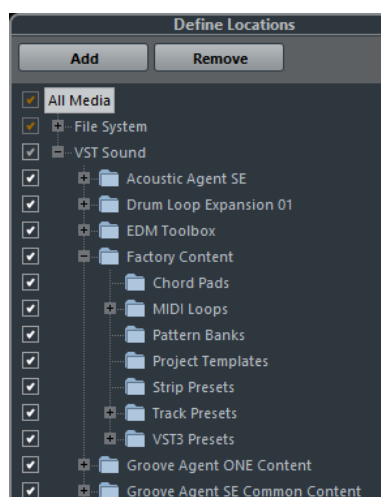 Define Locations
Add Remove
All Media
File System
VST Sound
Acoustic Agent SE
Drum Loop Expansion 01
EDM Toolbox
Factory Content
Chord Pads
MIDI Loops
Pattern Banks
Project Templates
Strip Presets
Track Presets
VST3 Presets
Groove Agent ONE Content
Groove Agent SE Common Content